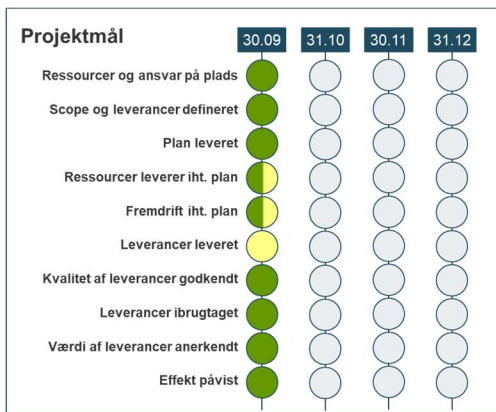 Projektmål
30.09 31.10 30.11 31.12
Ressourcer og ansvar på plads
Scope og leverancer defineret
Plan leveret
Ressourcer leverer iht. plan
Fremdrift iht. plan
Leverancer leveret
Kvalitet af leverancer godkendt
Leverancer ibrugtaget
Værdi af leverancer anerkendt
Effekt påvist